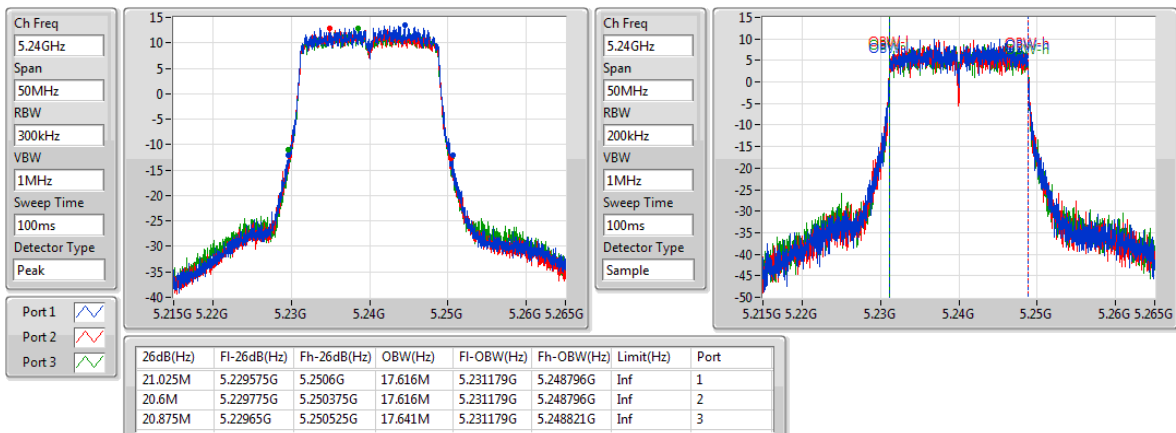 Ch Freq
5.24GHz
Span
50MHz
RBW
300kHz
VBW
1MHz
Sweep Time
100ms
Detector Type
Peak
15
10
5
0
-5
-10
-15
-20
-25
-30
-35
-40
5.215G 5.22G 5.23G 5.24G 5.25G 5.26G 5.265G
Ch Freq
5.24GHz
Span
50MHz
RBW
200kHz
VBW
1MHz
Sweep Time
100ms
Detector Type
Sample
15
10
5
0
-5
-10
-15
-20
-25
-30
-35
-40
-45
-50
OBW-l OBW-h
5.215G 5.22G 5.23G 5.24G 5.25G 5.26G 5.265G
Port 1
Port 2
Port 3
26dB(Hz) Fl-26dB(Hz) Fh-26dB(Hz) OBW(Hz) Fl-OBW(Hz) Fh-OBW(Hz) Limit(Hz) Port
21.025M 5.229575G 5.2506G 17.616M 5.231179G 5.248796G Inf 1
20.6M 5.229775G 5.250375G 17.616M 5.231179G 5.248796G Inf 2
20.875M 5.22965G 5.250525G 17.641M 5.231179G 5.248821G Inf 3